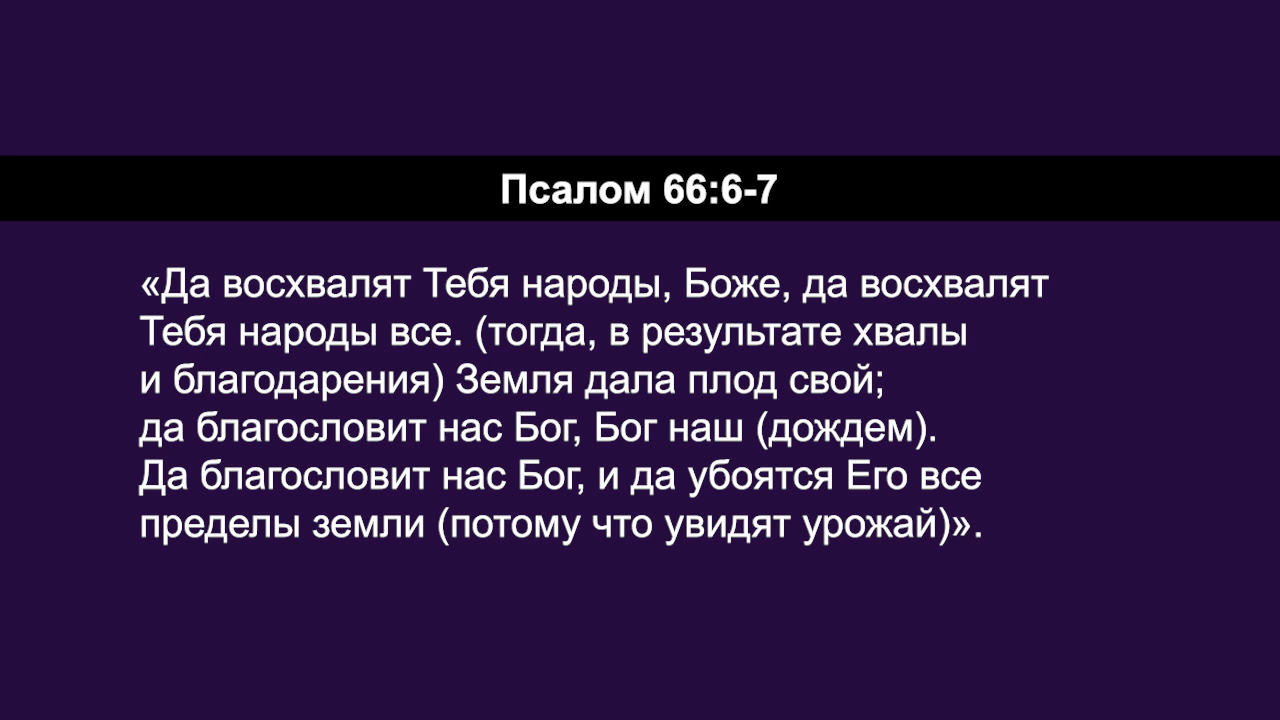 Псалом 66:6-7
«Да восхвалят Тебя народы, Боже, да восхвалят
Тебя народы все. (тогда, в результате хвалы
и благодарения) Земля дала плод свой;
да благословит нас Бог, Бог наш (дождем).
Да благословит нас Бог, и да убоятся Его все
пределы земли (потому что увидят урожай)».